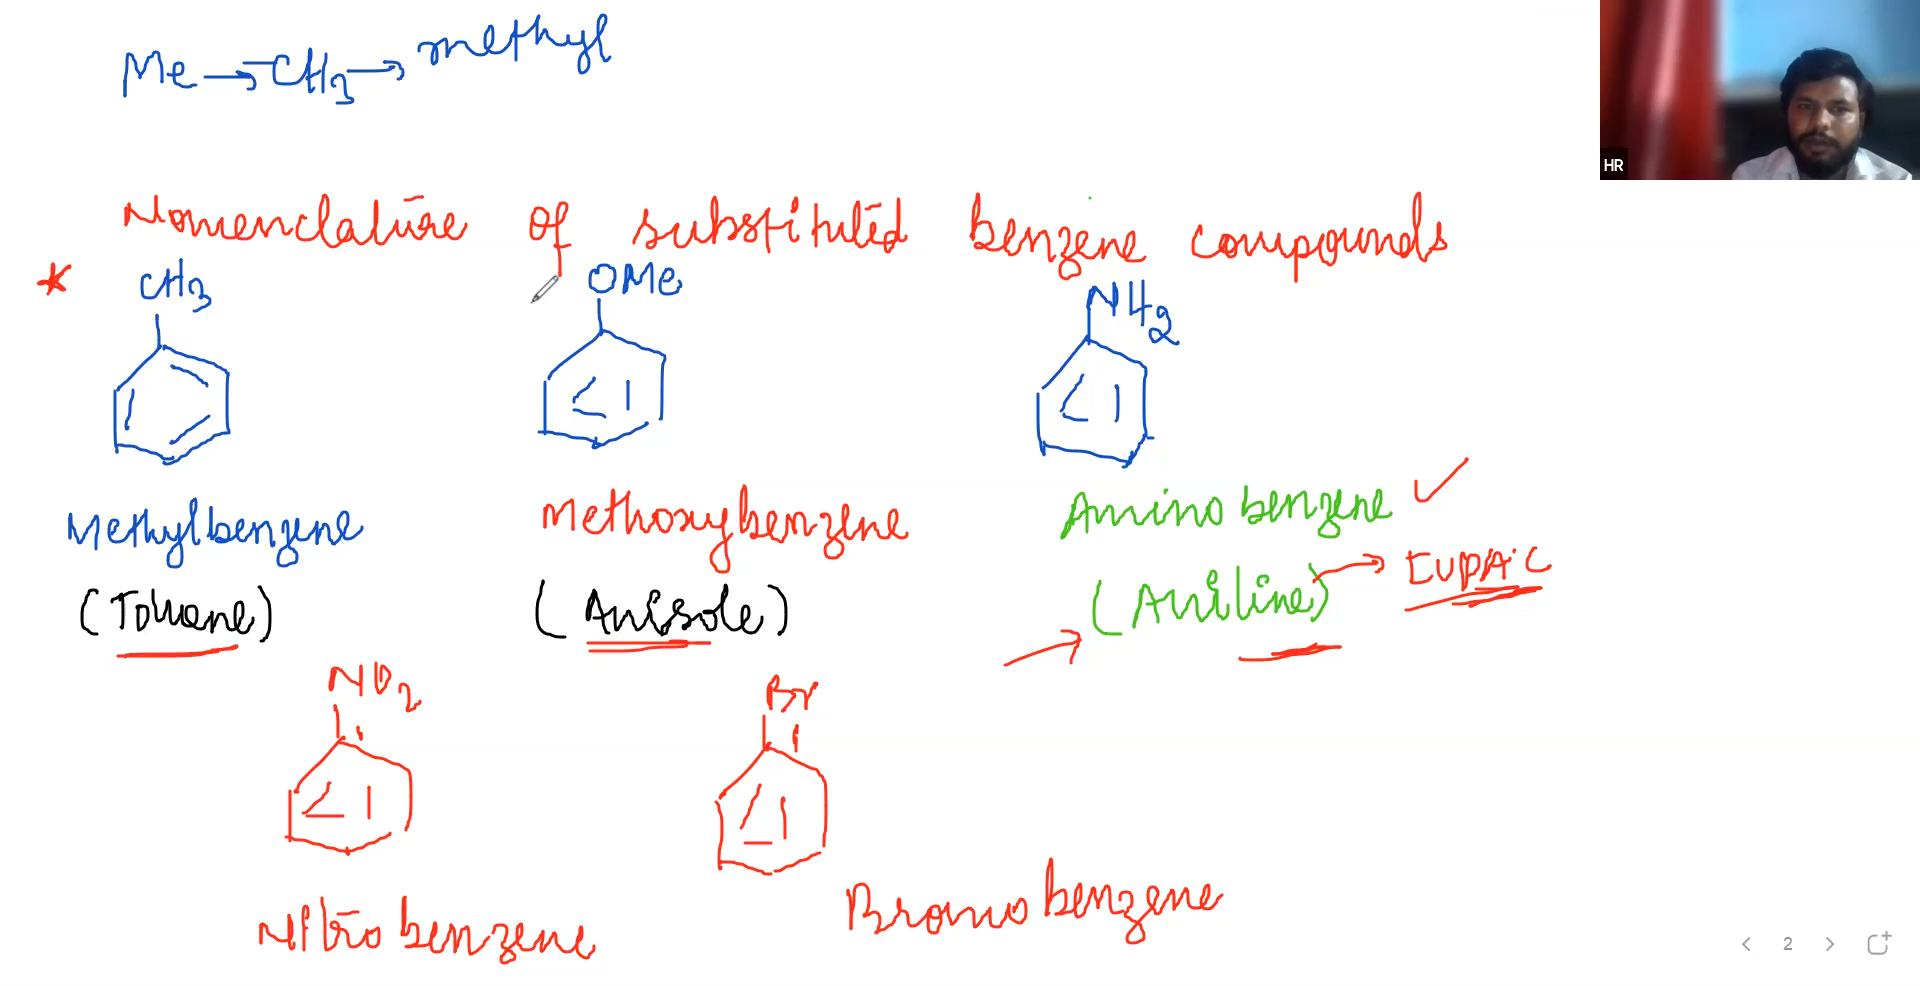 Me → -CH3 → methyl
HR
Nomenclature of substituted benzene compounds
* CH3 OMe NH2
Methylbenzene Methoxybenzene Amino benzene ✓
(Toluene) (Anisole) → (Aniline) → IUPAC
NO2 Br
Nitro benzene Bromo benzene
< 2 >